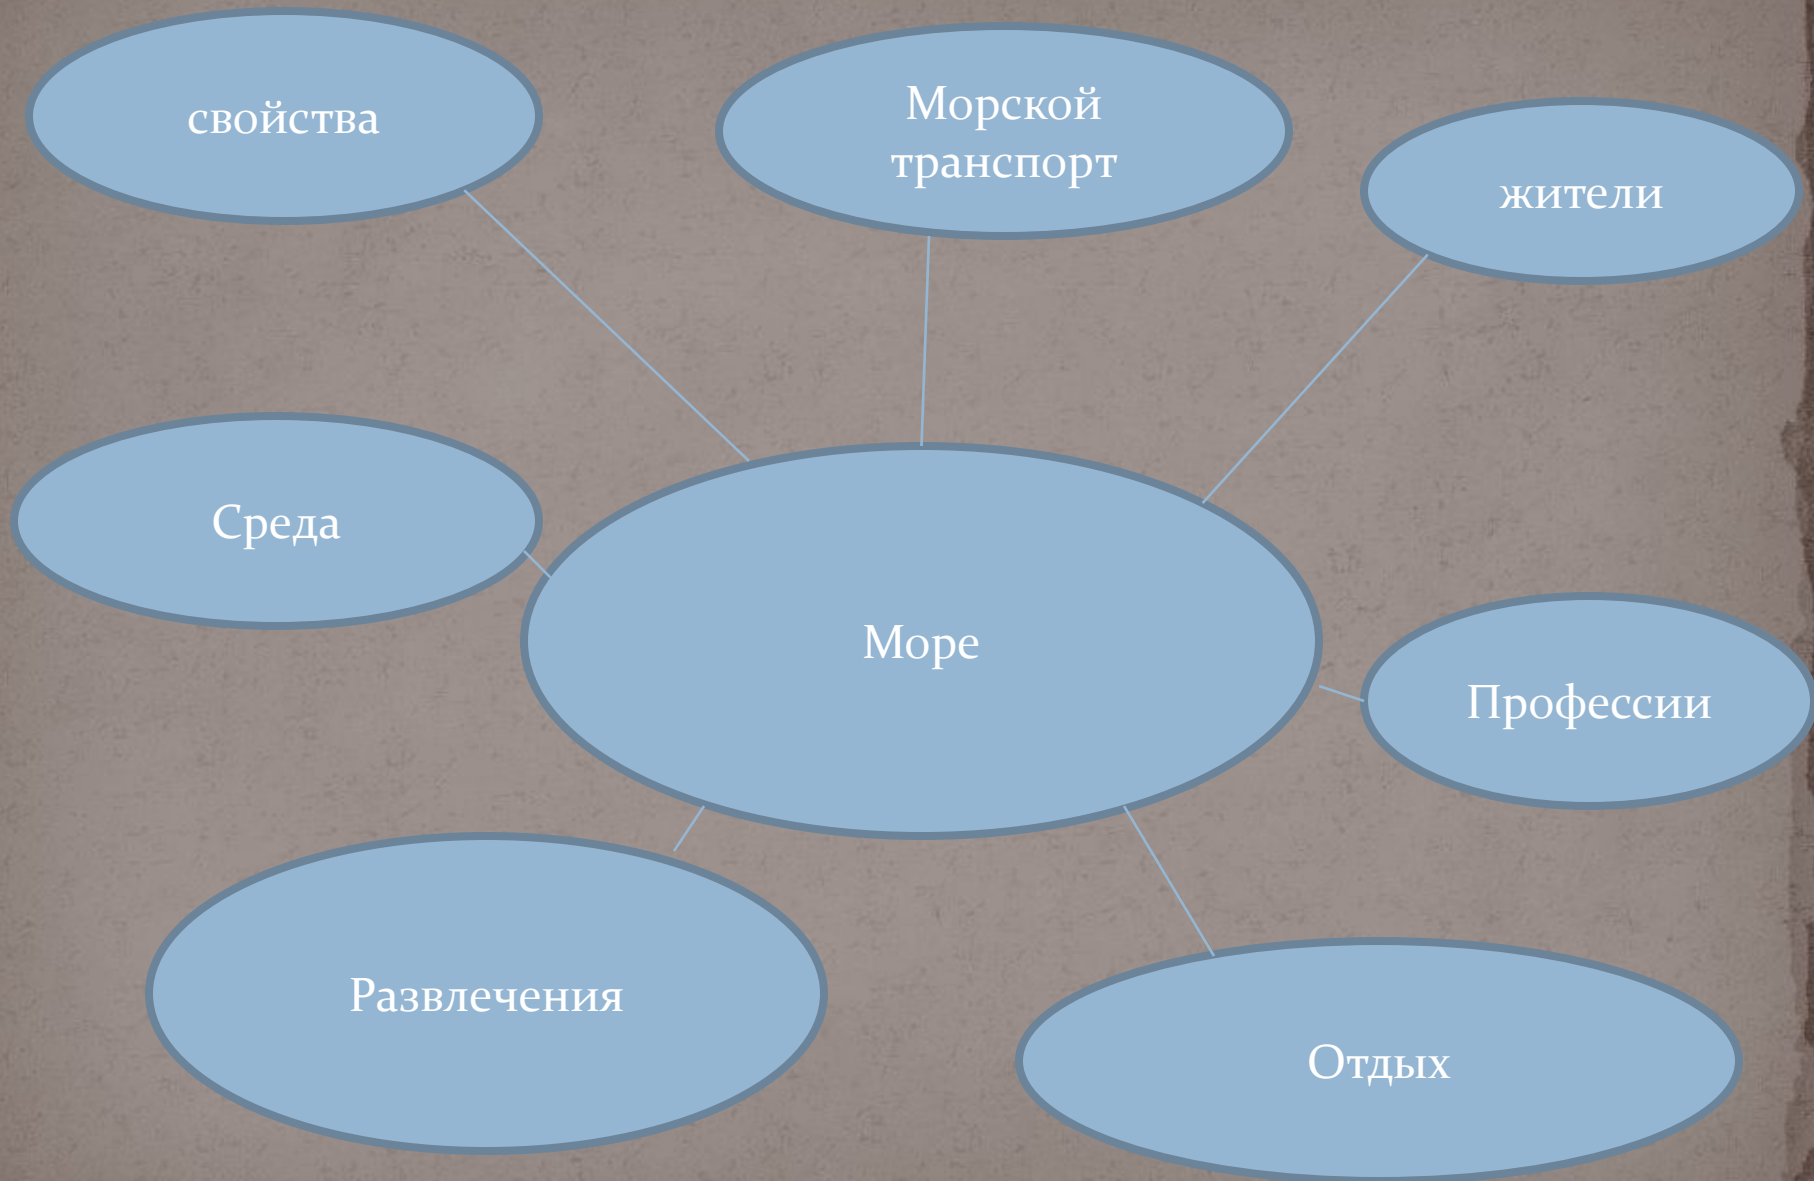 свойства
Морской
транспорт
жители
Среда
Море
Профессии
Развлечения
Отдых